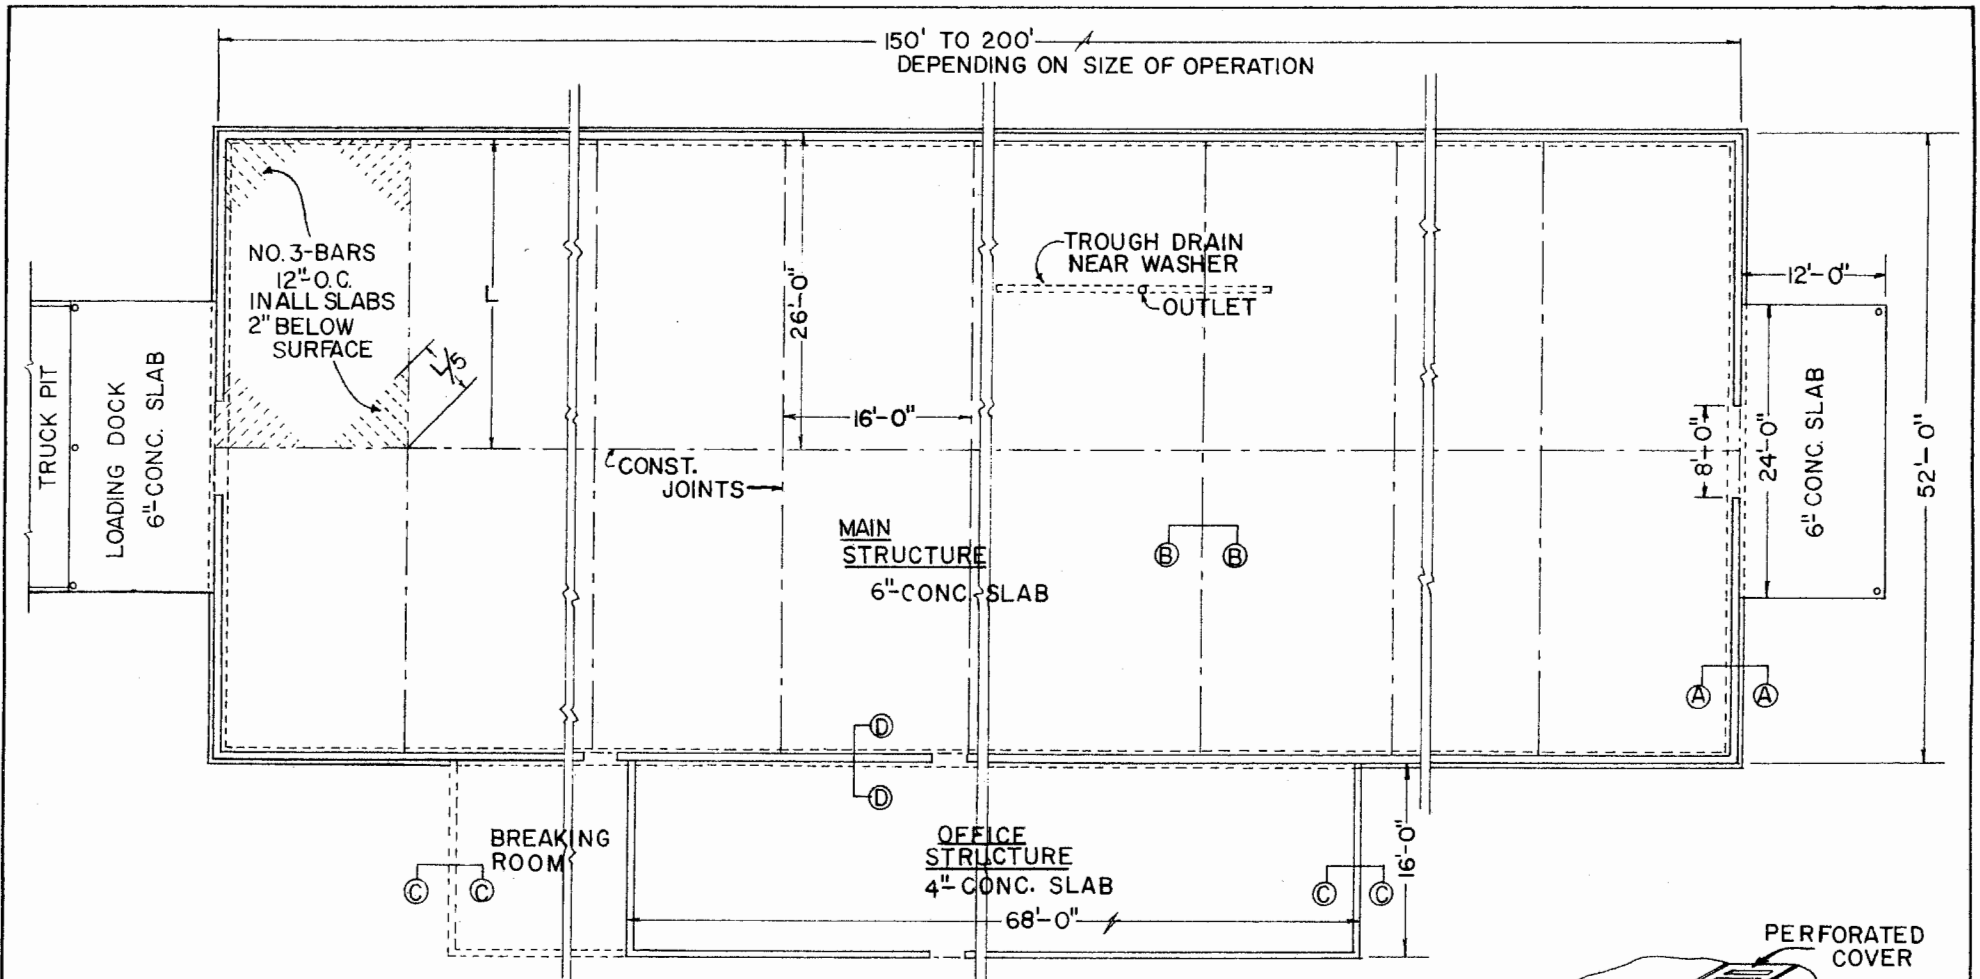 150' TO 200'
DEPENDING ON SIZE OF OPERATION
NO. 3-BARS
12"-O.C.
IN ALL SLABS
2" BELOW
SURFACE
L
L/5
26'-0"
TROUGH DRAIN
NEAR WASHER
OUTLET
12'-0"
TRUCK PIT
LOADING DOCK
6"-CONC. SLAB
16'-0"
CONST.
JOINTS
8'-0"
24'-0"
6" CONC. SLAB
52'-0"
MAIN
STRUCTURE
6"-CONC. SLAB
B B
A A
D
D
BREAKING
ROOM
C C
OFFICE
STRUCTURE
4"-CONC. SLAB
C C
16'-0"
68'-0"
PERFORATED
COVER